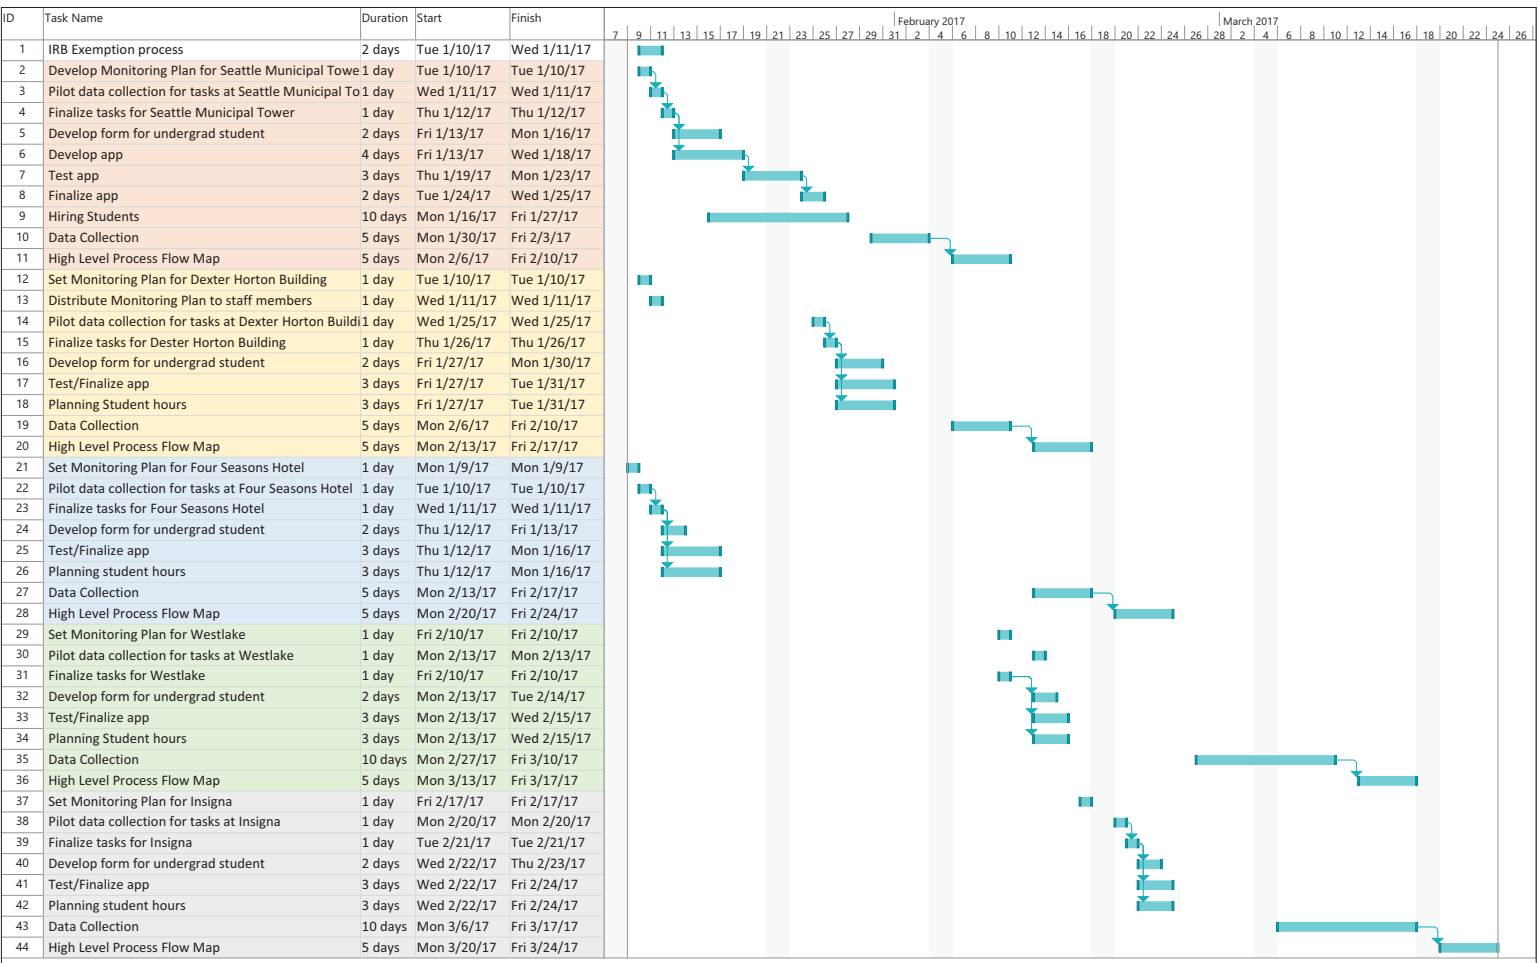 ID Task Name Duration Start Finish February 2017 March 2017
7 9 11 13 15 17 19 21 23 25 27 29 31 2 4 6 8 10 12 14 16 18 20 22 24 26 28 2 4 6 8 10 12 14 16 18 20 22 24 26
1 IRB Exemption process 2 days Tue 1/10/17 Wed 1/11/17
2 Develop Monitoring Plan for Seattle Municipal Towe 1 day Tue 1/10/17 Tue 1/10/17
3 Pilot data collection for tasks at Seattle Municipal To 1 day Wed 1/11/17 Wed 1/11/17
4 Finalize tasks for Seattle Municipal Tower 1 day Thu 1/12/17 Thu 1/12/17
5 Develop form for undergrad student 2 days Fri 1/13/17 Mon 1/16/17
6 Develop app 4 days Fri 1/13/17 Wed 1/18/17
7 Test app 3 days Thu 1/19/17 Mon 1/23/17
8 Finalize app 2 days Tue 1/24/17 Wed 1/25/17
9 Hiring Students 10 days Mon 1/16/17 Fri 1/27/17
10 Data Collection 5 days Mon 1/30/17 Fri 2/3/17
11 High Level Process Flow Map 5 days Mon 2/6/17 Fri 2/10/17
12 Set Monitoring Plan for Dexter Horton Building 1 day Tue 1/10/17 Tue 1/10/17
13 Distribute Monitoring Plan to staff members 1 day Wed 1/11/17 Wed 1/11/17
14 Pilot data collection for tasks at Dexter Horton Buildi 1 day Wed 1/25/17 Wed 1/25/17
15 Finalize tasks for Dester Horton Building 1 day Thu 1/26/17 Thu 1/26/17
16 Develop form for undergrad student 2 days Fri 1/27/17 Mon 1/30/17
17 Test/Finalize app 3 days Fri 1/27/17 Tue 1/31/17
18 Planning Student hours 3 days Fri 1/27/17 Tue 1/31/17
19 Data Collection 5 days Mon 2/6/17 Fri 2/10/17
20 High Level Process Flow Map 5 days Mon 2/13/17 Fri 2/17/17
21 Set Monitoring Plan for Four Seasons Hotel 1 day Mon 1/9/17 Mon 1/9/17
22 Pilot data collection for tasks at Four Seasons Hotel 1 day Tue 1/10/17 Tue 1/10/17
23 Finalize tasks for Four Seasons Hotel 1 day Wed 1/11/17 Wed 1/11/17
24 Develop form for undergrad student 2 days Thu 1/12/17 Fri 1/13/17
25 Test/Finalize app 3 days Thu 1/12/17 Mon 1/16/17
26 Planning student hours 3 days Thu 1/12/17 Mon 1/16/17
27 Data Collection 5 days Mon 2/13/17 Fri 2/17/17
28 High Level Process Flow Map 5 days Mon 2/20/17 Fri 2/24/17
29 Set Monitoring Plan for Westlake 1 day Fri 2/10/17 Fri 2/10/17
30 Pilot data collection for tasks at Westlake 1 day Mon 2/13/17 Mon 2/13/17
31 Finalize tasks for Westlake 1 day Fri 2/10/17 Fri 2/10/17
32 Develop form for undergrad student 2 days Mon 2/13/17 Tue 2/14/17
33 Test/Finalize app 3 days Mon 2/13/17 Wed 2/15/17
34 Planning Student hours 3 days Mon 2/13/17 Wed 2/15/17
35 Data Collection 10 days Mon 2/27/17 Fri 3/10/17
36 High Level Process Flow Map 5 days Mon 3/13/17 Fri 3/17/17
37 Set Monitoring Plan for Insigna 1 day Fri 2/17/17 Fri 2/17/17
38 Pilot data collection for tasks at Insigna 1 day Mon 2/20/17 Mon 2/20/17
39 Finalize tasks for Insigna 1 day Tue 2/21/17 Tue 2/21/17
40 Develop form for undergrad student 2 days Wed 2/22/17 Thu 2/23/17
41 Test/Finalize app 3 days Wed 2/22/17 Fri 2/24/17
42 Planning student hours 3 days Wed 2/22/17 Fri 2/24/17
43 Data Collection 10 days Mon 3/6/17 Fri 3/17/17
44 High Level Process Flow Map 5 days Mon 3/20/17 Fri 3/24/17